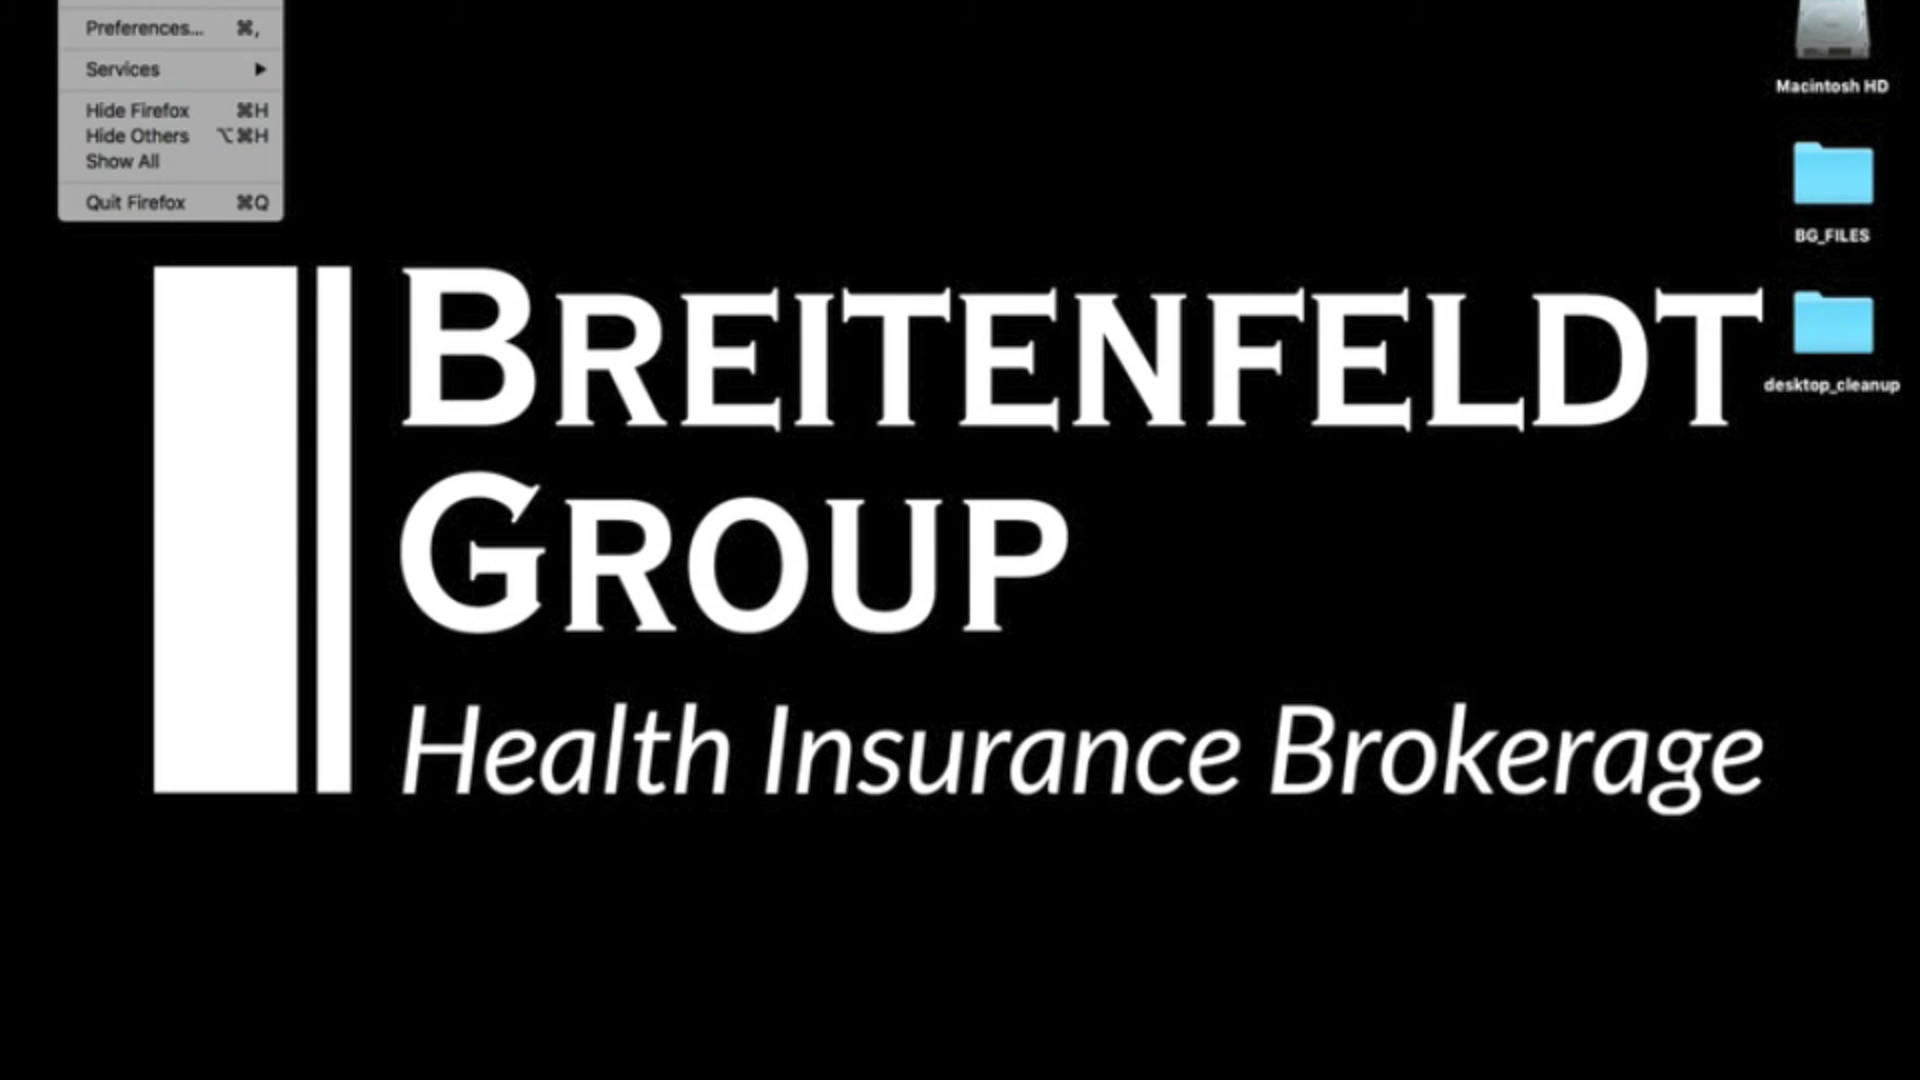 Preferences... ⌘,
Services ▶
Hide Firefox ⌘H
Hide Others ⌥⌘H
Show All
Quit Firefox ⌘Q
Macintosh HD
BG_FILES
desktop_cleanup
BREITENFELDT
GROUP
Health Insurance Brokerage